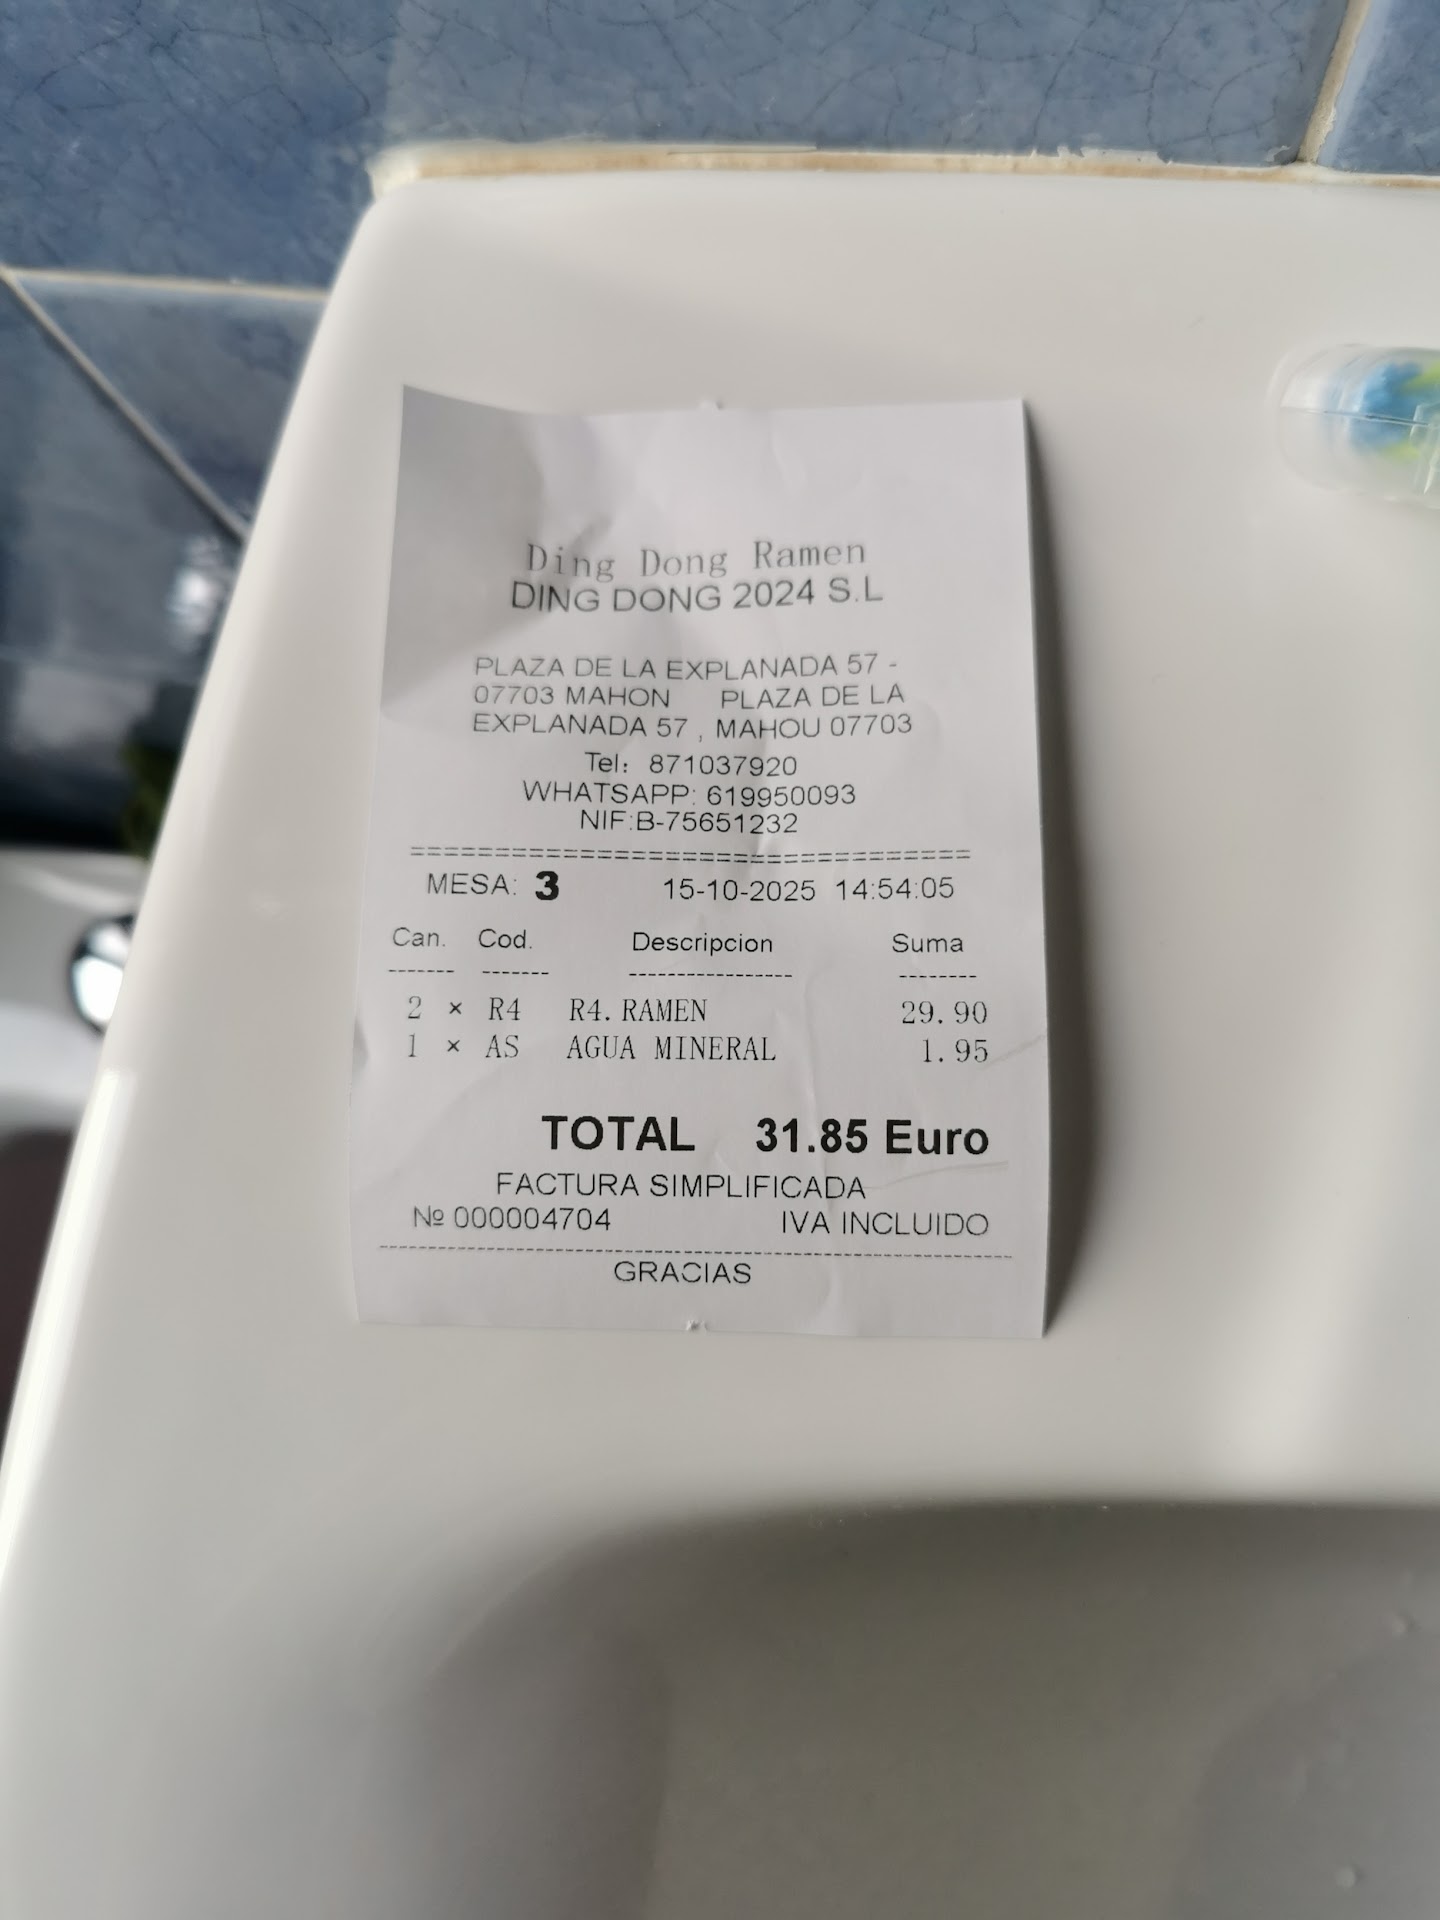 Ding Dong Ramen
DING DONG 2024 S.L
PLAZA DE LA EXPLANADA 57 -
07703 MAHON PLAZA DE LA
EXPLANADA 57 , MAHOU 07703
Tel: 871037920
WHATSAPP: 619950093
NIF:B-75651232
==================================
MESA: 3 15-10-2025 14:54:05
Can. Cod. Descripcion Suma
------- ------- ----------------- --------
2 × R4 R4. RAMEN 29.90
1 × AS AGUA MINERAL 1.95
TOTAL 31.85 Euro
FACTURA SIMPLIFICADA
Nº 000004704 IVA INCLUIDO
GRACIAS